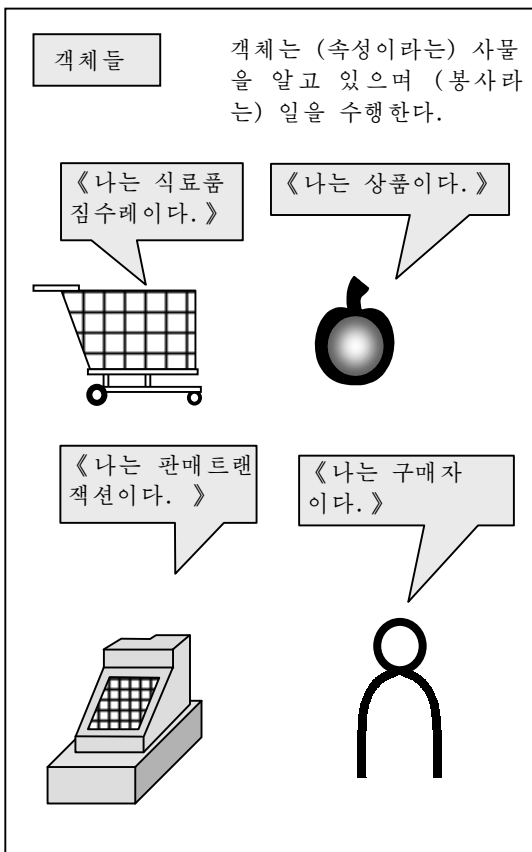 객체들
객체는 (속성이라는) 사물
을 알고 있으며 (봉사라
는) 일을 수행한다.
《나는 식료품
짐수레이다.》
《나는 상품이다.》
《나는 판매트랜
잭션이다. 》
《나는 구매자
이다.》